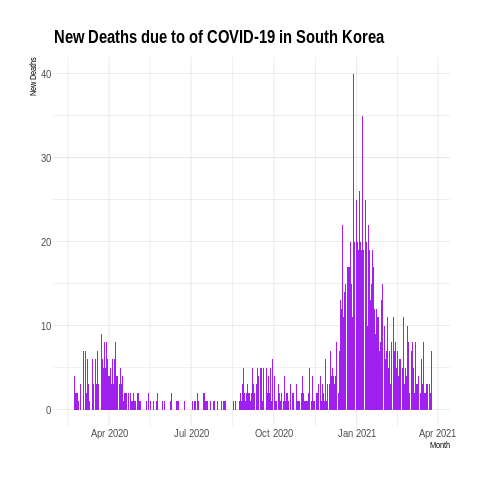 New Deaths due to of COVID-19 in South Korea
New Deaths
40
30
20
10
0
Apr 2020 Jul 2020 Oct 2020 Jan 2021 Apr 2021
Month